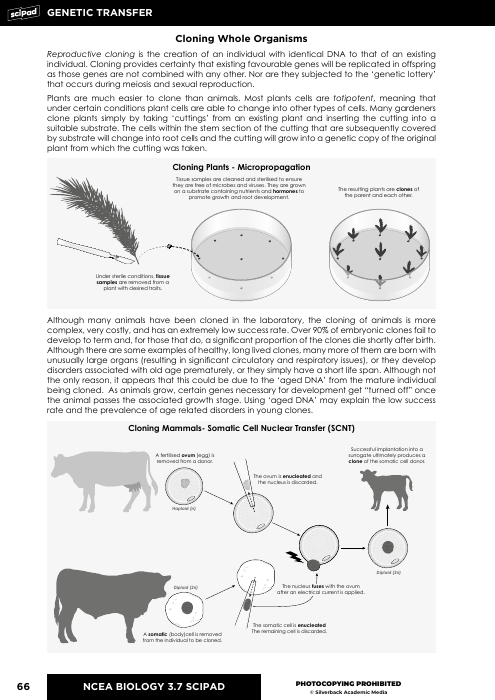 scipad GENETIC TRANSFER
Cloning Whole Organisms
Reproductive cloning is the creation of an individual with identical DNA to that of an existing
individual. Cloning provides certainty that existing favourable genes will be replicated in offspring
as those genes are not combined with any other. Nor are they subjected to the 'genetic lottery'
that occurs during meiosis and sexual reproduction.
Plants are much easier to clone than animals. Most plants cells are totipotent, meaning that
under certain conditions plant cells are able to change into other types of cells. Many gardeners
clone plants simply by taking 'cuttings' from an existing plant and inserting the cutting into a
suitable substrate. The cells within the stem section of the cutting that are subsequently covered
by substrate will change into root cells and the cutting will grow into a genetic copy of the original
plant from which the cutting was taken.
Cloning Plants - Micropropagation
Tissue samples are cleaned and sterilised to ensure
they are free of microbes and viruses. They are grown
on a substrate containing nutrients and hormones to
promote growth and root development.
The resulting plants are clones of
the parent and each other.
Under sterile conditions, tissue
samples are removed from a
plant with desired traits.
Although many animals have been cloned in the laboratory, the cloning of animals is more
complex, very costly, and has an extremely low success rate. Over 90% of embryonic clones fail to
develop to term and, for those that do, a significant proportion of the clones die shortly after birth.
Although there are some examples of healthy, long lived clones, many more of them are born with
unusually large organs (resulting in significant circulatory and respiratory issues), or they develop
disorders associated with old age prematurely, or they simply have a short life span. Although not
the only reason, it appears that this could be due to the 'aged DNA' from the mature individual
being cloned. As animals grow, certain genes necessary for development get "turned off" once
the animal passes the associated growth stage. Using 'aged DNA' may explain the low success
rate and the prevalence of age related disorders in young clones.
Cloning Mammals- Somatic Cell Nuclear Transfer (SCNT)
A fertilised ovum (egg) is
removed from a donor.
Haploid (n)
The ovum is enucleated and
the nucleus is discarded.
Successful implantation into a
surrogate ultimately produces a
clone of the somatic cell donor.
Diploid (2n)
The nucleus fuses with the ovum
after an electrical current is applied.
Diploid (2n)
The somatic cell is enucleated
The remaining cell is discarded.
A somatic (body)cell is removed
from the individual to be cloned.
66
NCEA BIOLOGY 3.7 SCIPAD
PHOTOCOPYING PROHIBITED
© Silverback Academic Media